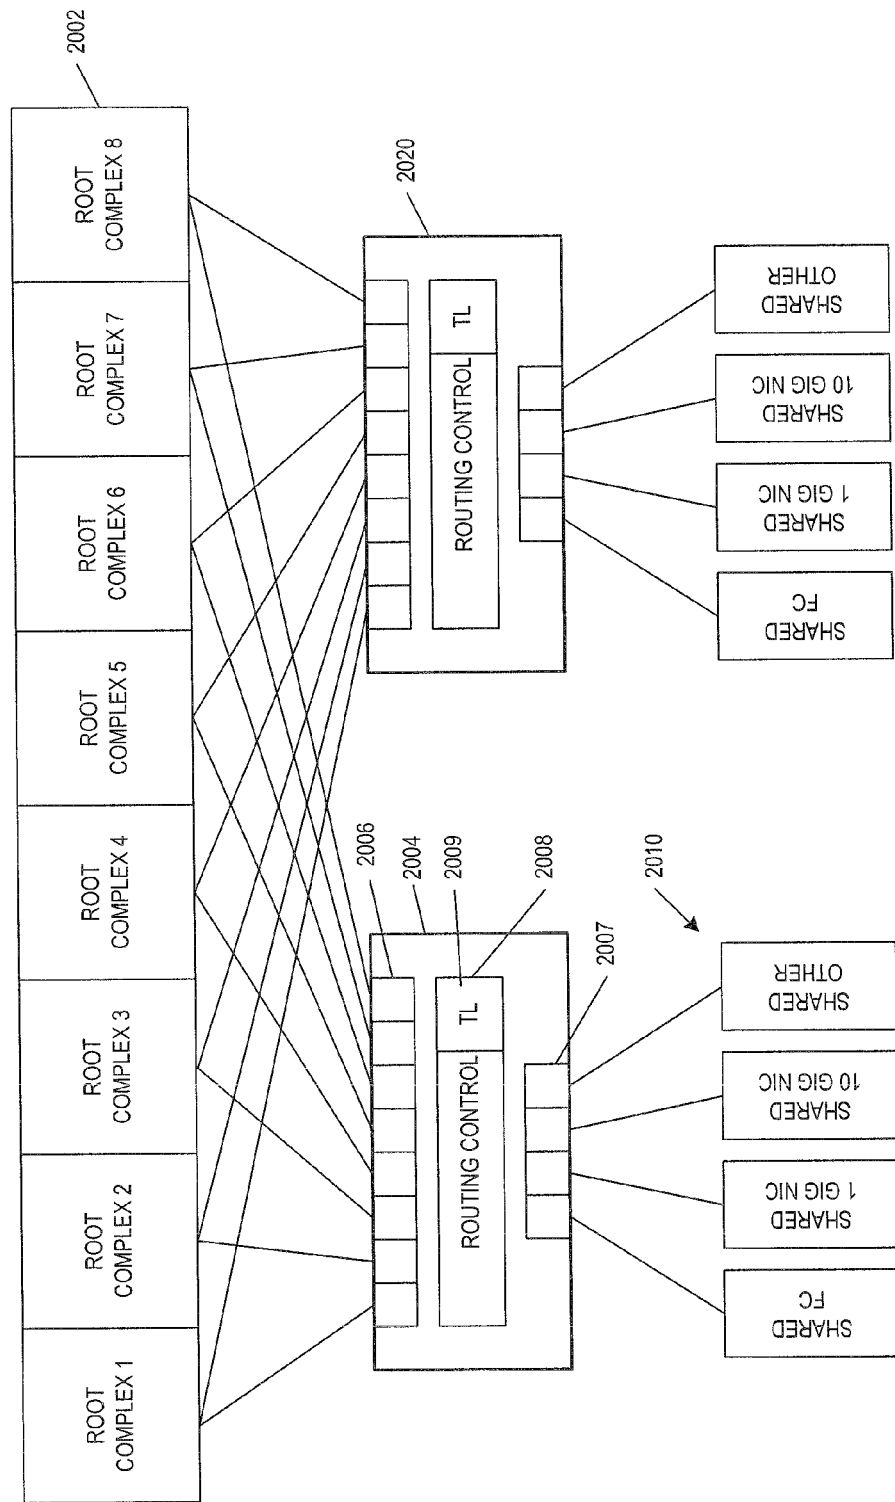 2002
ROOT
COMPLEX 1
ROOT
COMPLEX 2
ROOT
COMPLEX 3
ROOT
COMPLEX 4
ROOT
COMPLEX 5
ROOT
COMPLEX 6
ROOT
COMPLEX 7
ROOT
COMPLEX 8
2006
2004
2009
2008
ROUTING CONTROL
TL
2007
2010
SHARED
FC
SHARED
1 GIG NIC
SHARED
10 GIG NIC
SHARED
OTHER
2020
ROUTING CONTROL
TL
SHARED
FC
SHARED
1 GIG NIC
SHARED
10 GIG NIC
SHARED
OTHER